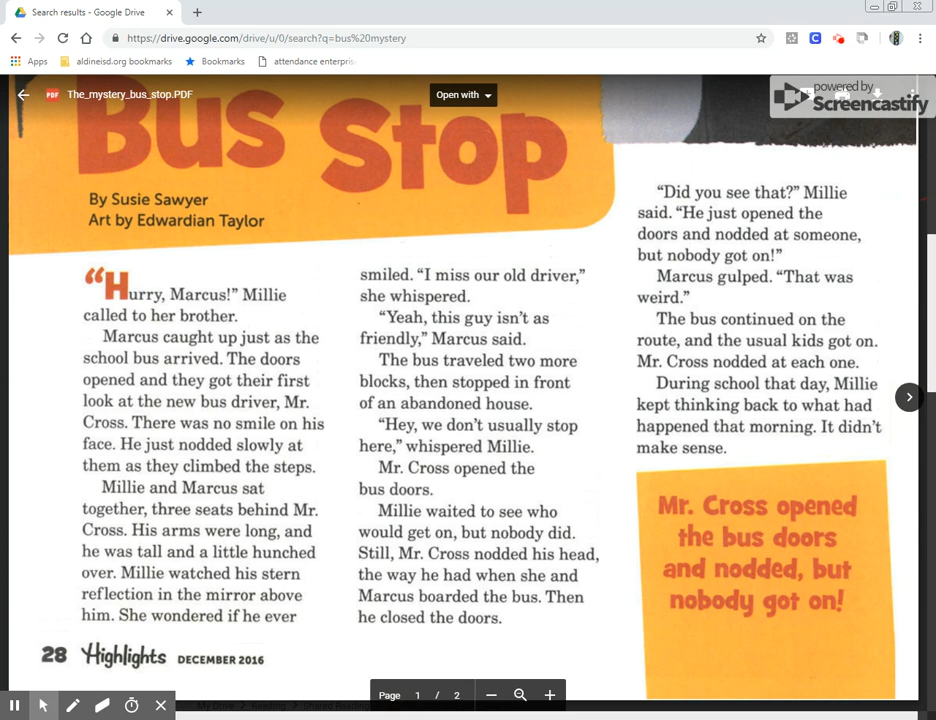 Search results - Google Drive
https://drive.google.com/drive/u/0/search?q=bus%20mystery
Apps
aldineisd.org bookmarks
Bookmarks
attendance enterpris
PDF
The_mystery_bus_stop.PDF
Open with
powered by
Screencastify
Bus Stop
By Susie Sawyer
Art by Edwardian Taylor
“Hurry, Marcus!” Millie
called to her brother.
Marcus caught up just as the
school bus arrived. The doors
opened and they got their first
look at the new bus driver, Mr.
Cross. There was no smile on his
face. He just nodded slowly at
them as they climbed the steps.
Millie and Marcus sat
together, three seats behind Mr.
Cross. His arms were long, and
he was tall and a little hunched
over. Millie watched his stern
reflection in the mirror above
him. She wondered if he ever
smiled. “I miss our old driver,”
she whispered.
“Yeah, this guy isn’t as
friendly,” Marcus said.
The bus traveled two more
blocks, then stopped in front
of an abandoned house.
“Hey, we don’t usually stop
here,” whispered Millie.
Mr. Cross opened the
bus doors.
Millie waited to see who
would get on, but nobody did.
Still, Mr. Cross nodded his head,
the way he had when she and
Marcus boarded the bus. Then
he closed the doors.
“Did you see that?” Millie
said. “He just opened the
doors and nodded at someone,
but nobody got on!”
Marcus gulped. “That was
weird.”
The bus continued on the
route, and the usual kids got on.
Mr. Cross nodded at each one.
During school that day, Millie
kept thinking back to what had
happened that morning. It didn’t
make sense.
Mr. Cross opened
the bus doors
and nodded, but
nobody got on!
28 Highlights DECEMBER 2016
Page 1 / 2
My Drive > Reading > Shared Reading